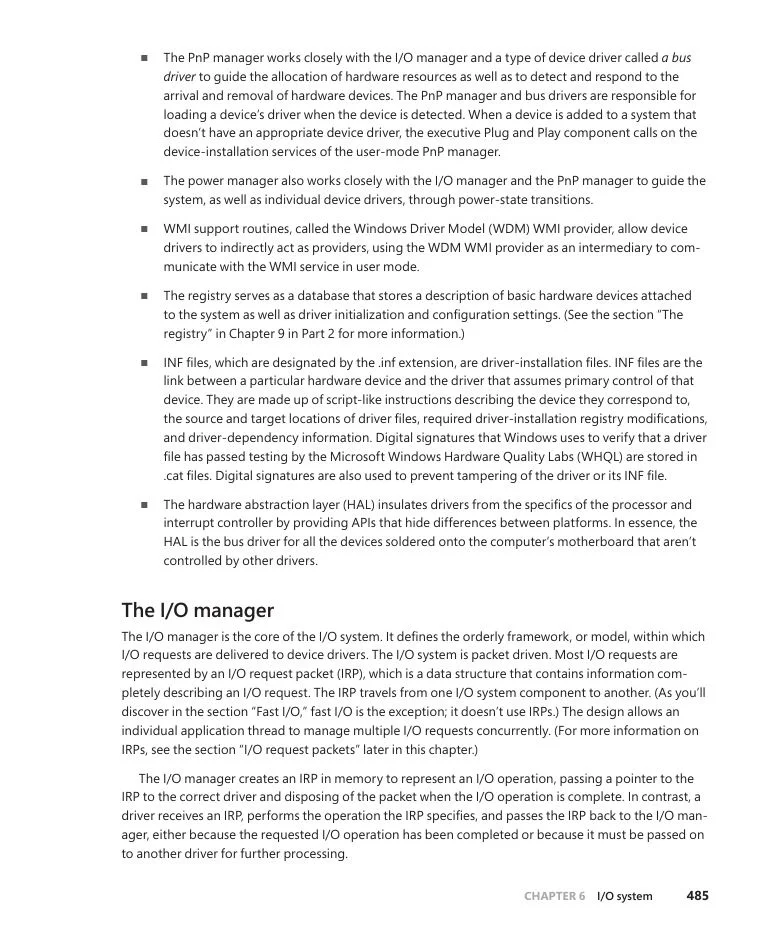 ■ The PnP manager works closely with the I/O manager and a type of device driver called a bus
driver to guide the allocation of hardware resources as well as to detect and respond to the
arrival and removal of hardware devices. The PnP manager and bus drivers are responsible for
loading a device’s driver when the device is detected. When a device is added to a system that
doesn’t have an appropriate device driver, the executive Plug and Play component calls on the
device-installation services of the user-mode PnP manager.
■ The power manager also works closely with the I/O manager and the PnP manager to guide the
system, as well as individual device drivers, through power-state transitions.
■ WMI support routines, called the Windows Driver Model (WDM) WMI provider, allow device
drivers to indirectly act as providers, using the WDM WMI provider as an intermediary to com-
municate with the WMI service in user mode.
■ The registry serves as a database that stores a description of basic hardware devices attached
to the system as well as driver initialization and configuration settings. (See the section “The
registry” in Chapter 9 in Part 2 for more information.)
■ INF files, which are designated by the .inf extension, are driver-installation files. INF files are the
link between a particular hardware device and the driver that assumes primary control of that
device. They are made up of script-like instructions describing the device they correspond to,
the source and target locations of driver files, required driver-installation registry modifications,
and driver-dependency information. Digital signatures that Windows uses to verify that a driver
file has passed testing by the Microsoft Windows Hardware Quality Labs (WHQL) are stored in
.cat files. Digital signatures are also used to prevent tampering of the driver or its INF file.
■ The hardware abstraction layer (HAL) insulates drivers from the specifics of the processor and
interrupt controller by providing APIs that hide differences between platforms. In essence, the
HAL is the bus driver for all the devices soldered onto the computer’s motherboard that aren’t
controlled by other drivers.
The I/O manager
The I/O manager is the core of the I/O system. It defines the orderly framework, or model, within which
I/O requests are delivered to device drivers. The I/O system is packet driven. Most I/O requests are
represented by an I/O request packet (IRP), which is a data structure that contains information com-
pletely describing an I/O request. The IRP travels from one I/O system component to another. (As you’ll
discover in the section “Fast I/O,” fast I/O is the exception; it doesn’t use IRPs.) The design allows an
individual application thread to manage multiple I/O requests concurrently. (For more information on
IRPs, see the section “I/O request packets” later in this chapter.)
The I/O manager creates an IRP in memory to represent an I/O operation, passing a pointer to the
IRP to the correct driver and disposing of the packet when the I/O operation is complete. In contrast, a
driver receives an IRP, performs the operation the IRP specifies, and passes the IRP back to the I/O man-
ager, either because the requested I/O operation has been completed or because it must be passed on
to another driver for further processing.
CHAPTER 6 I/O system 485